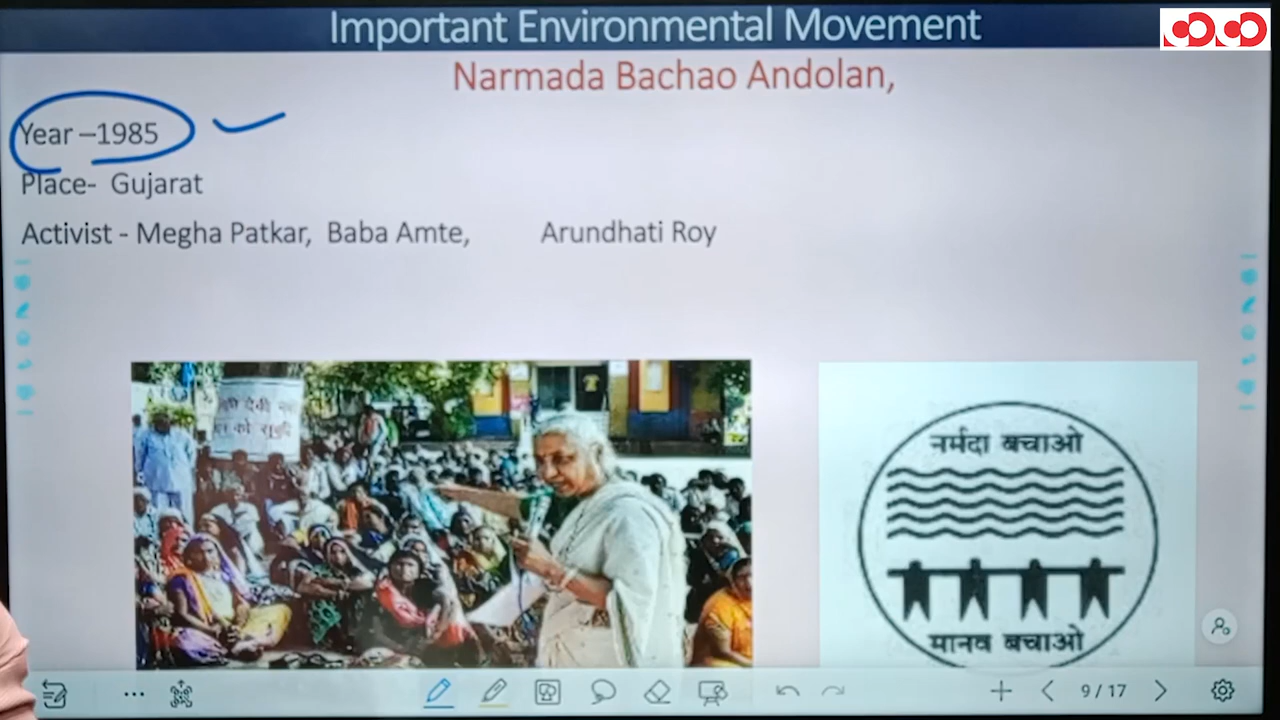 Important Environmental Movement
Narmada Bachao Andolan,
Year –1985
Place- Gujarat
Activist - Megha Patkar, Baba Amte, Arundhati Roy
नर्मदा बचाओ
मानव बचाओ
9 / 17